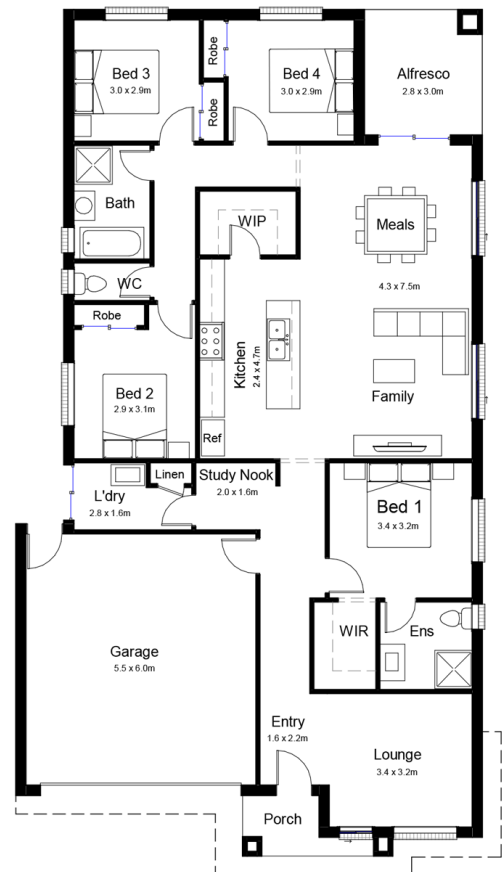 Bed 3
3.0 x 2.9m
Robe
Robe
Bed 4
3.0 x 2.9m
Alfresco
2.8 x 3.0m
Bath
WIP
Meals
4.3 x 7.5m
WC
Robe
Kitchen
2.4 x 4.7m
Family
Bed 2
2.9 x 3.1m
Ref
L'dry
2.8 x 1.6m
Linen
Study Nook
2.0 x 1.6m
Bed 1
3.4 x 3.2m
WIR
Ens
Garage
5.5 x 6.0m
Entry
1.6 x 2.2m
Lounge
3.4 x 3.2m
Porch